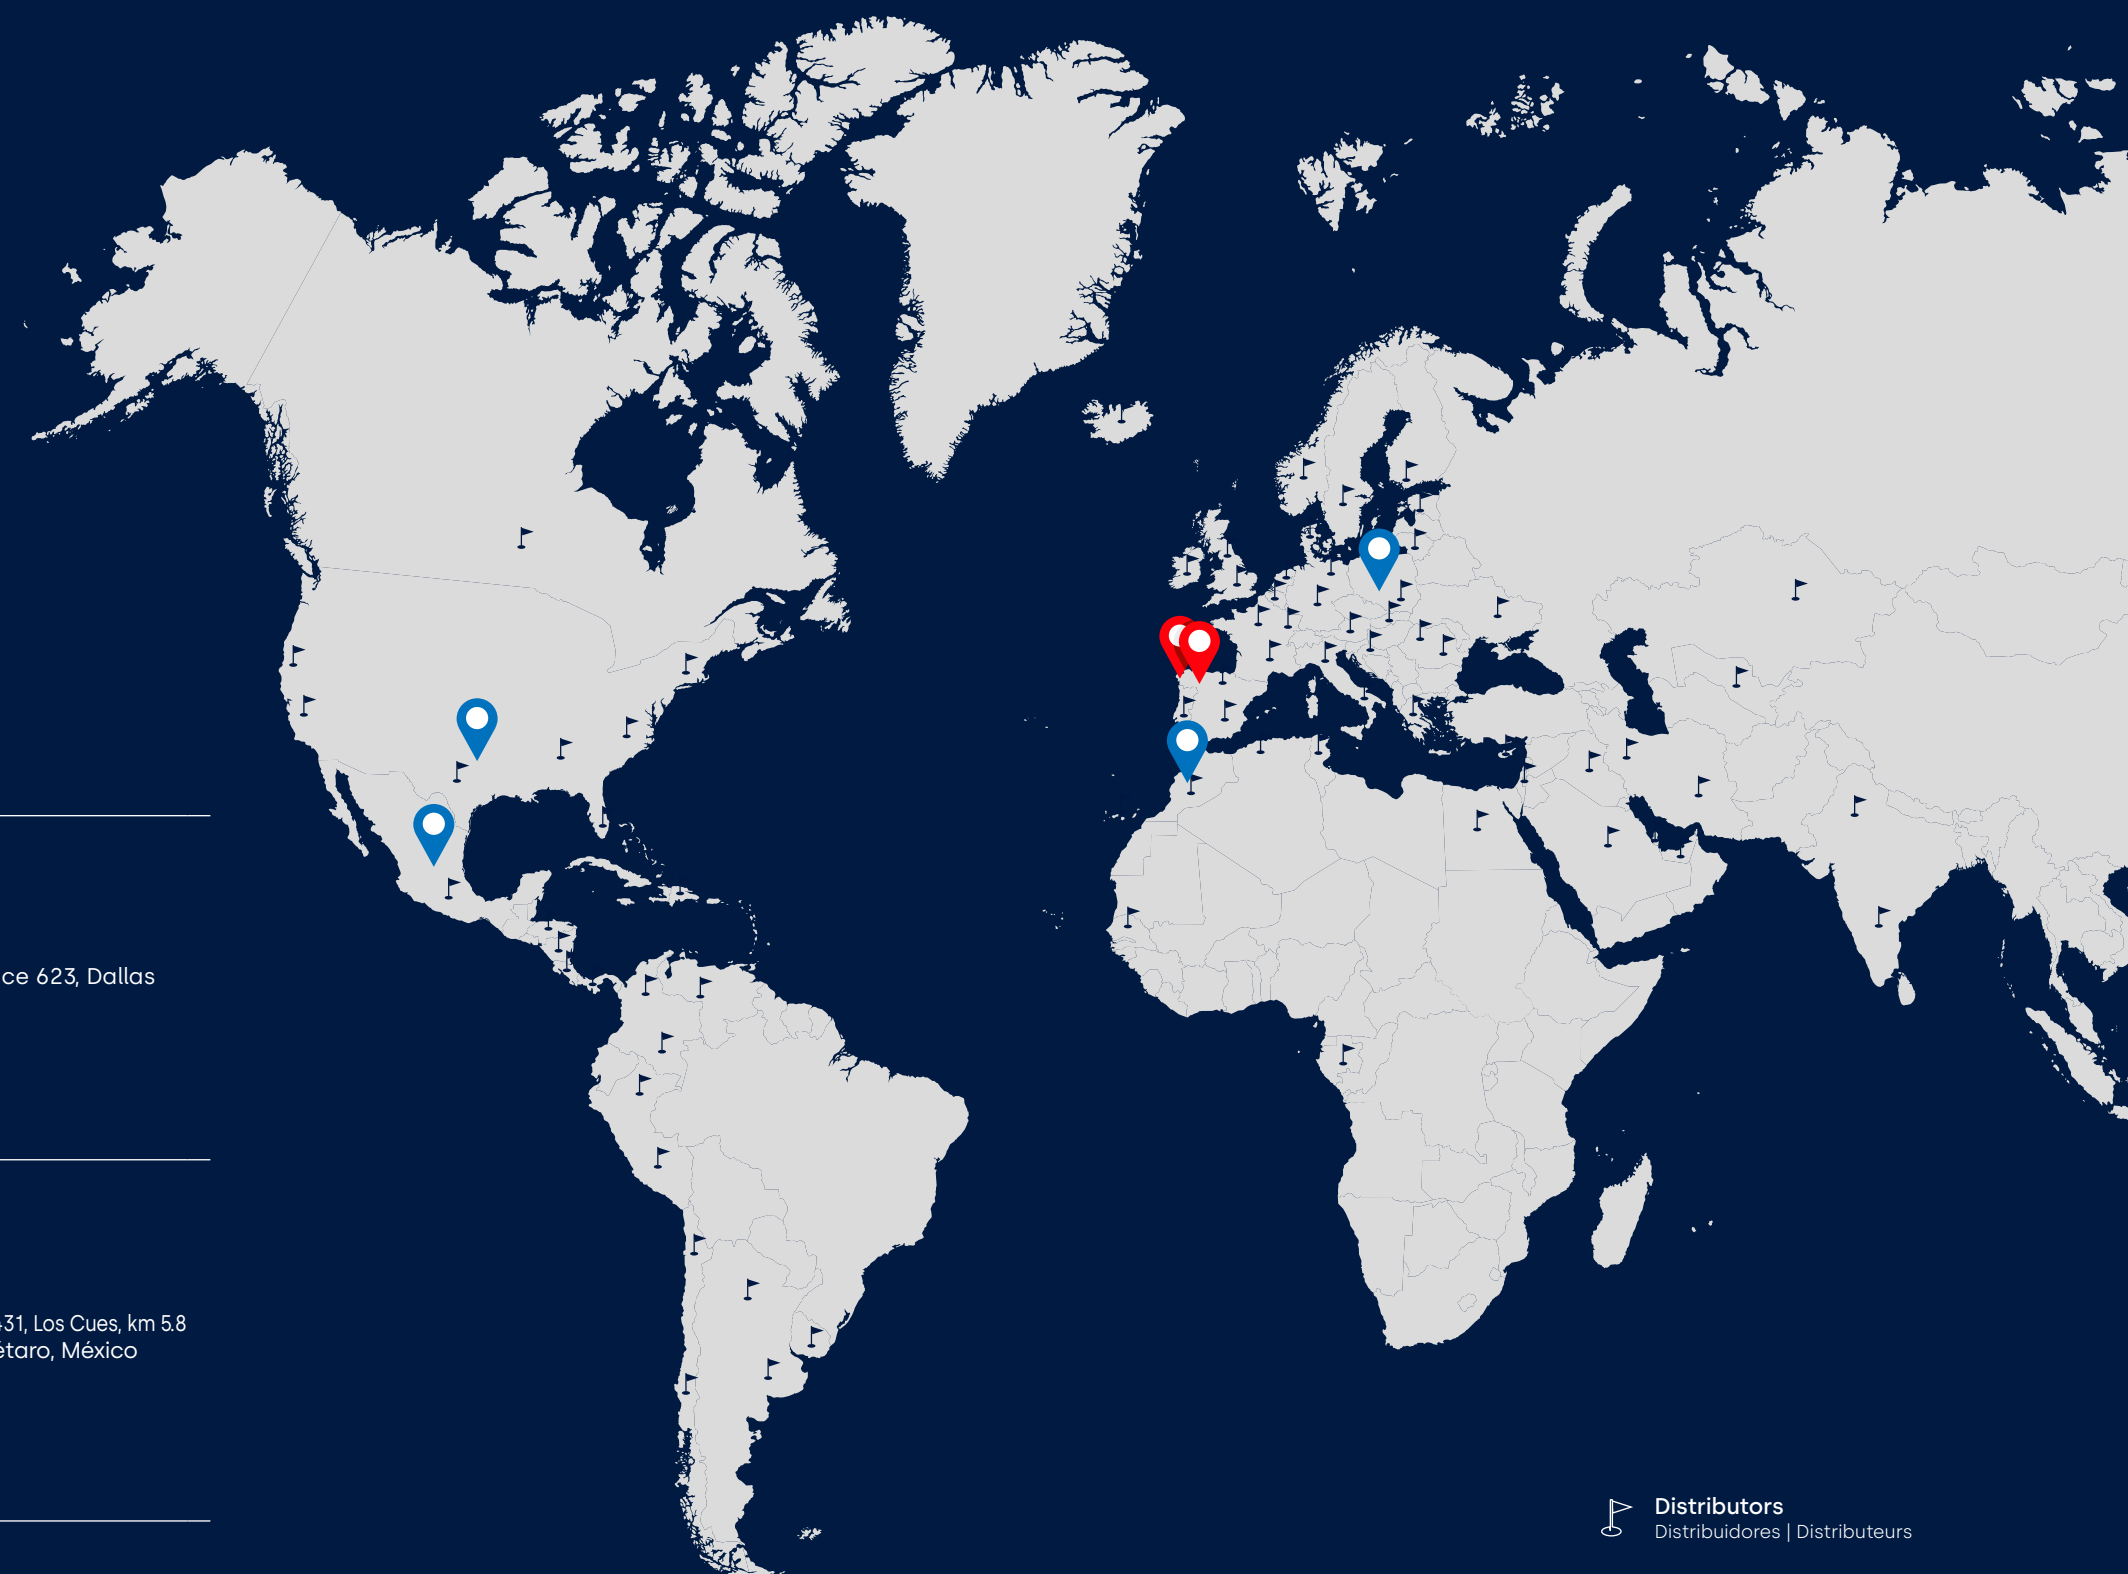 ce 623, Dallas
31, Los Cues, km 5.8
étaro, México
Distributors
Distribuidores | Distributeurs